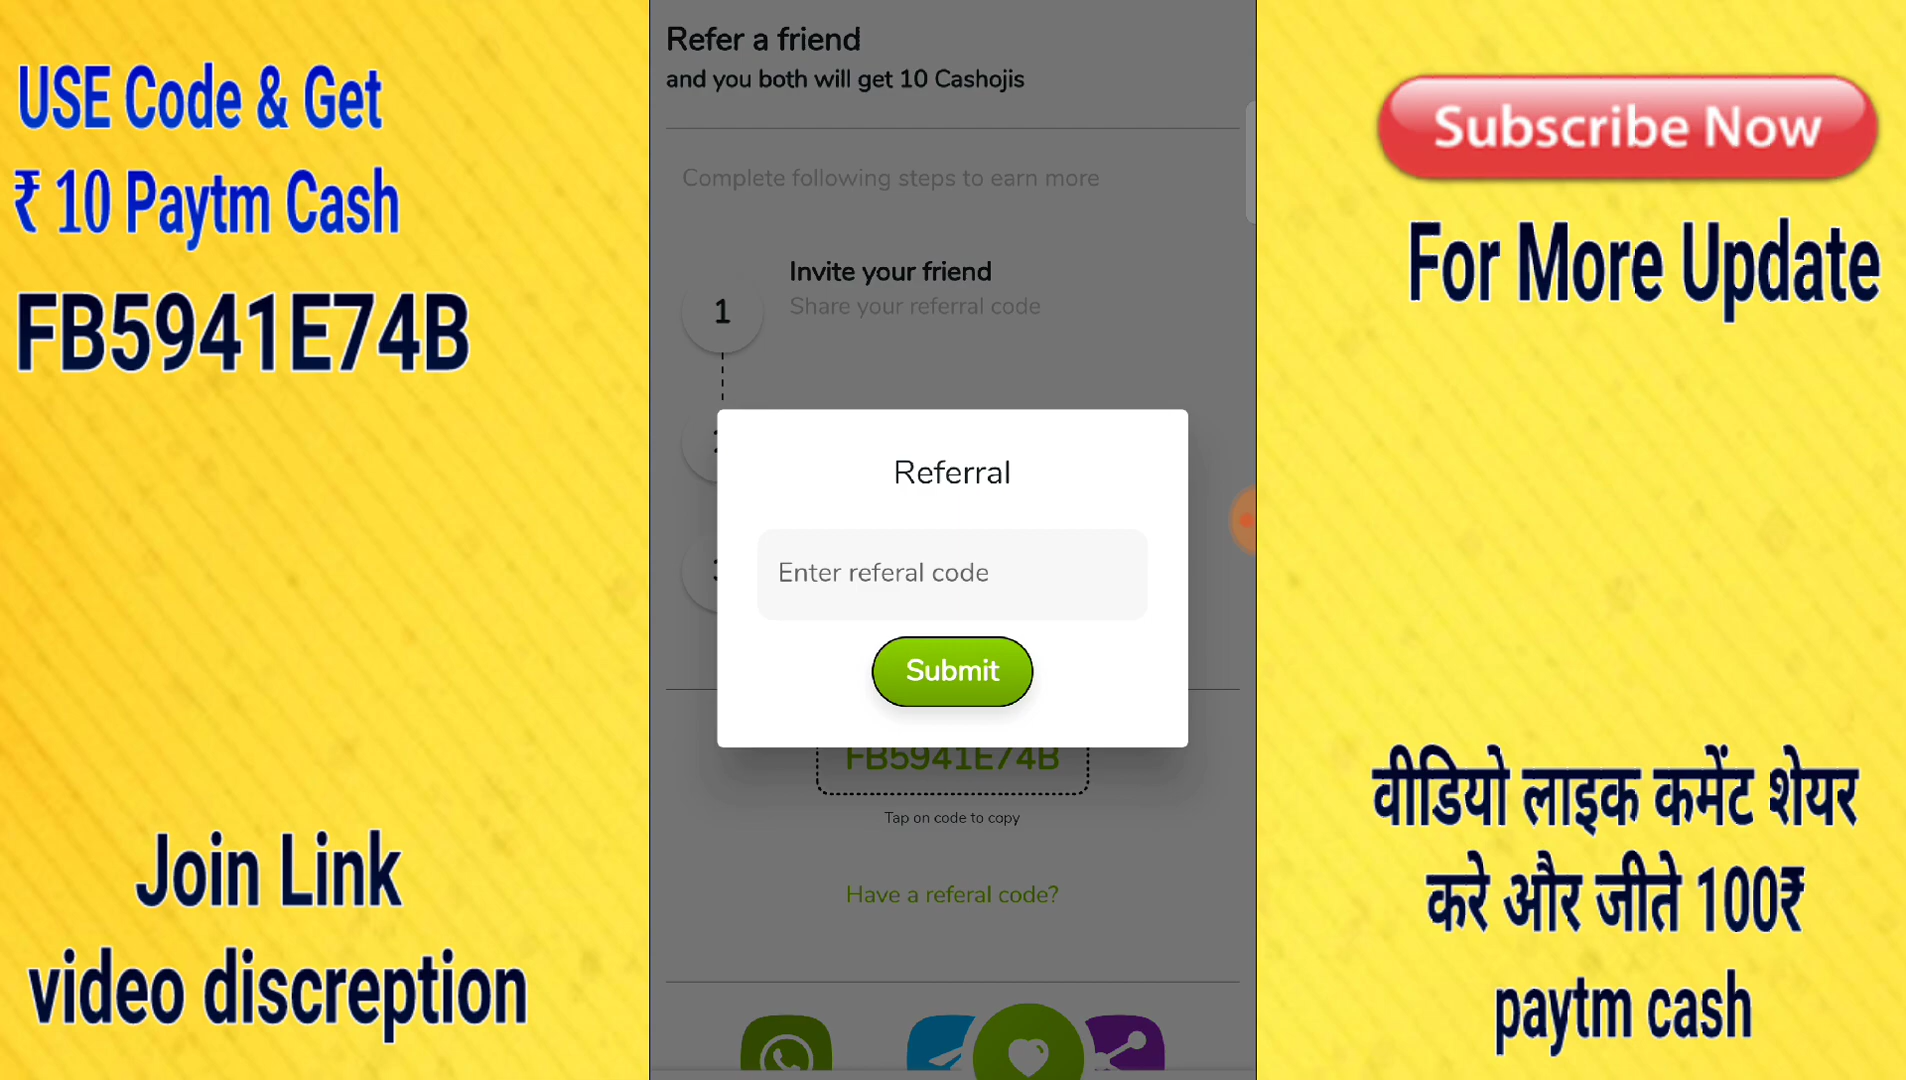 USE Code & Get
₹ 10 Paytm Cash
FB5941E74B
Join Link
video discreption
Refer a friend
and you both will get 10 Cashojis
Complete following steps to earn more
1
Invite your friend
Share your referral code
Referral
Enter referal code
Submit
FB5941E74B
Tap on code to copy
Have a referal code?
Subscribe Now
For More Update
वीडियो लाइक कमेंट शेयर
करे और जीते 100₹
paytm cash